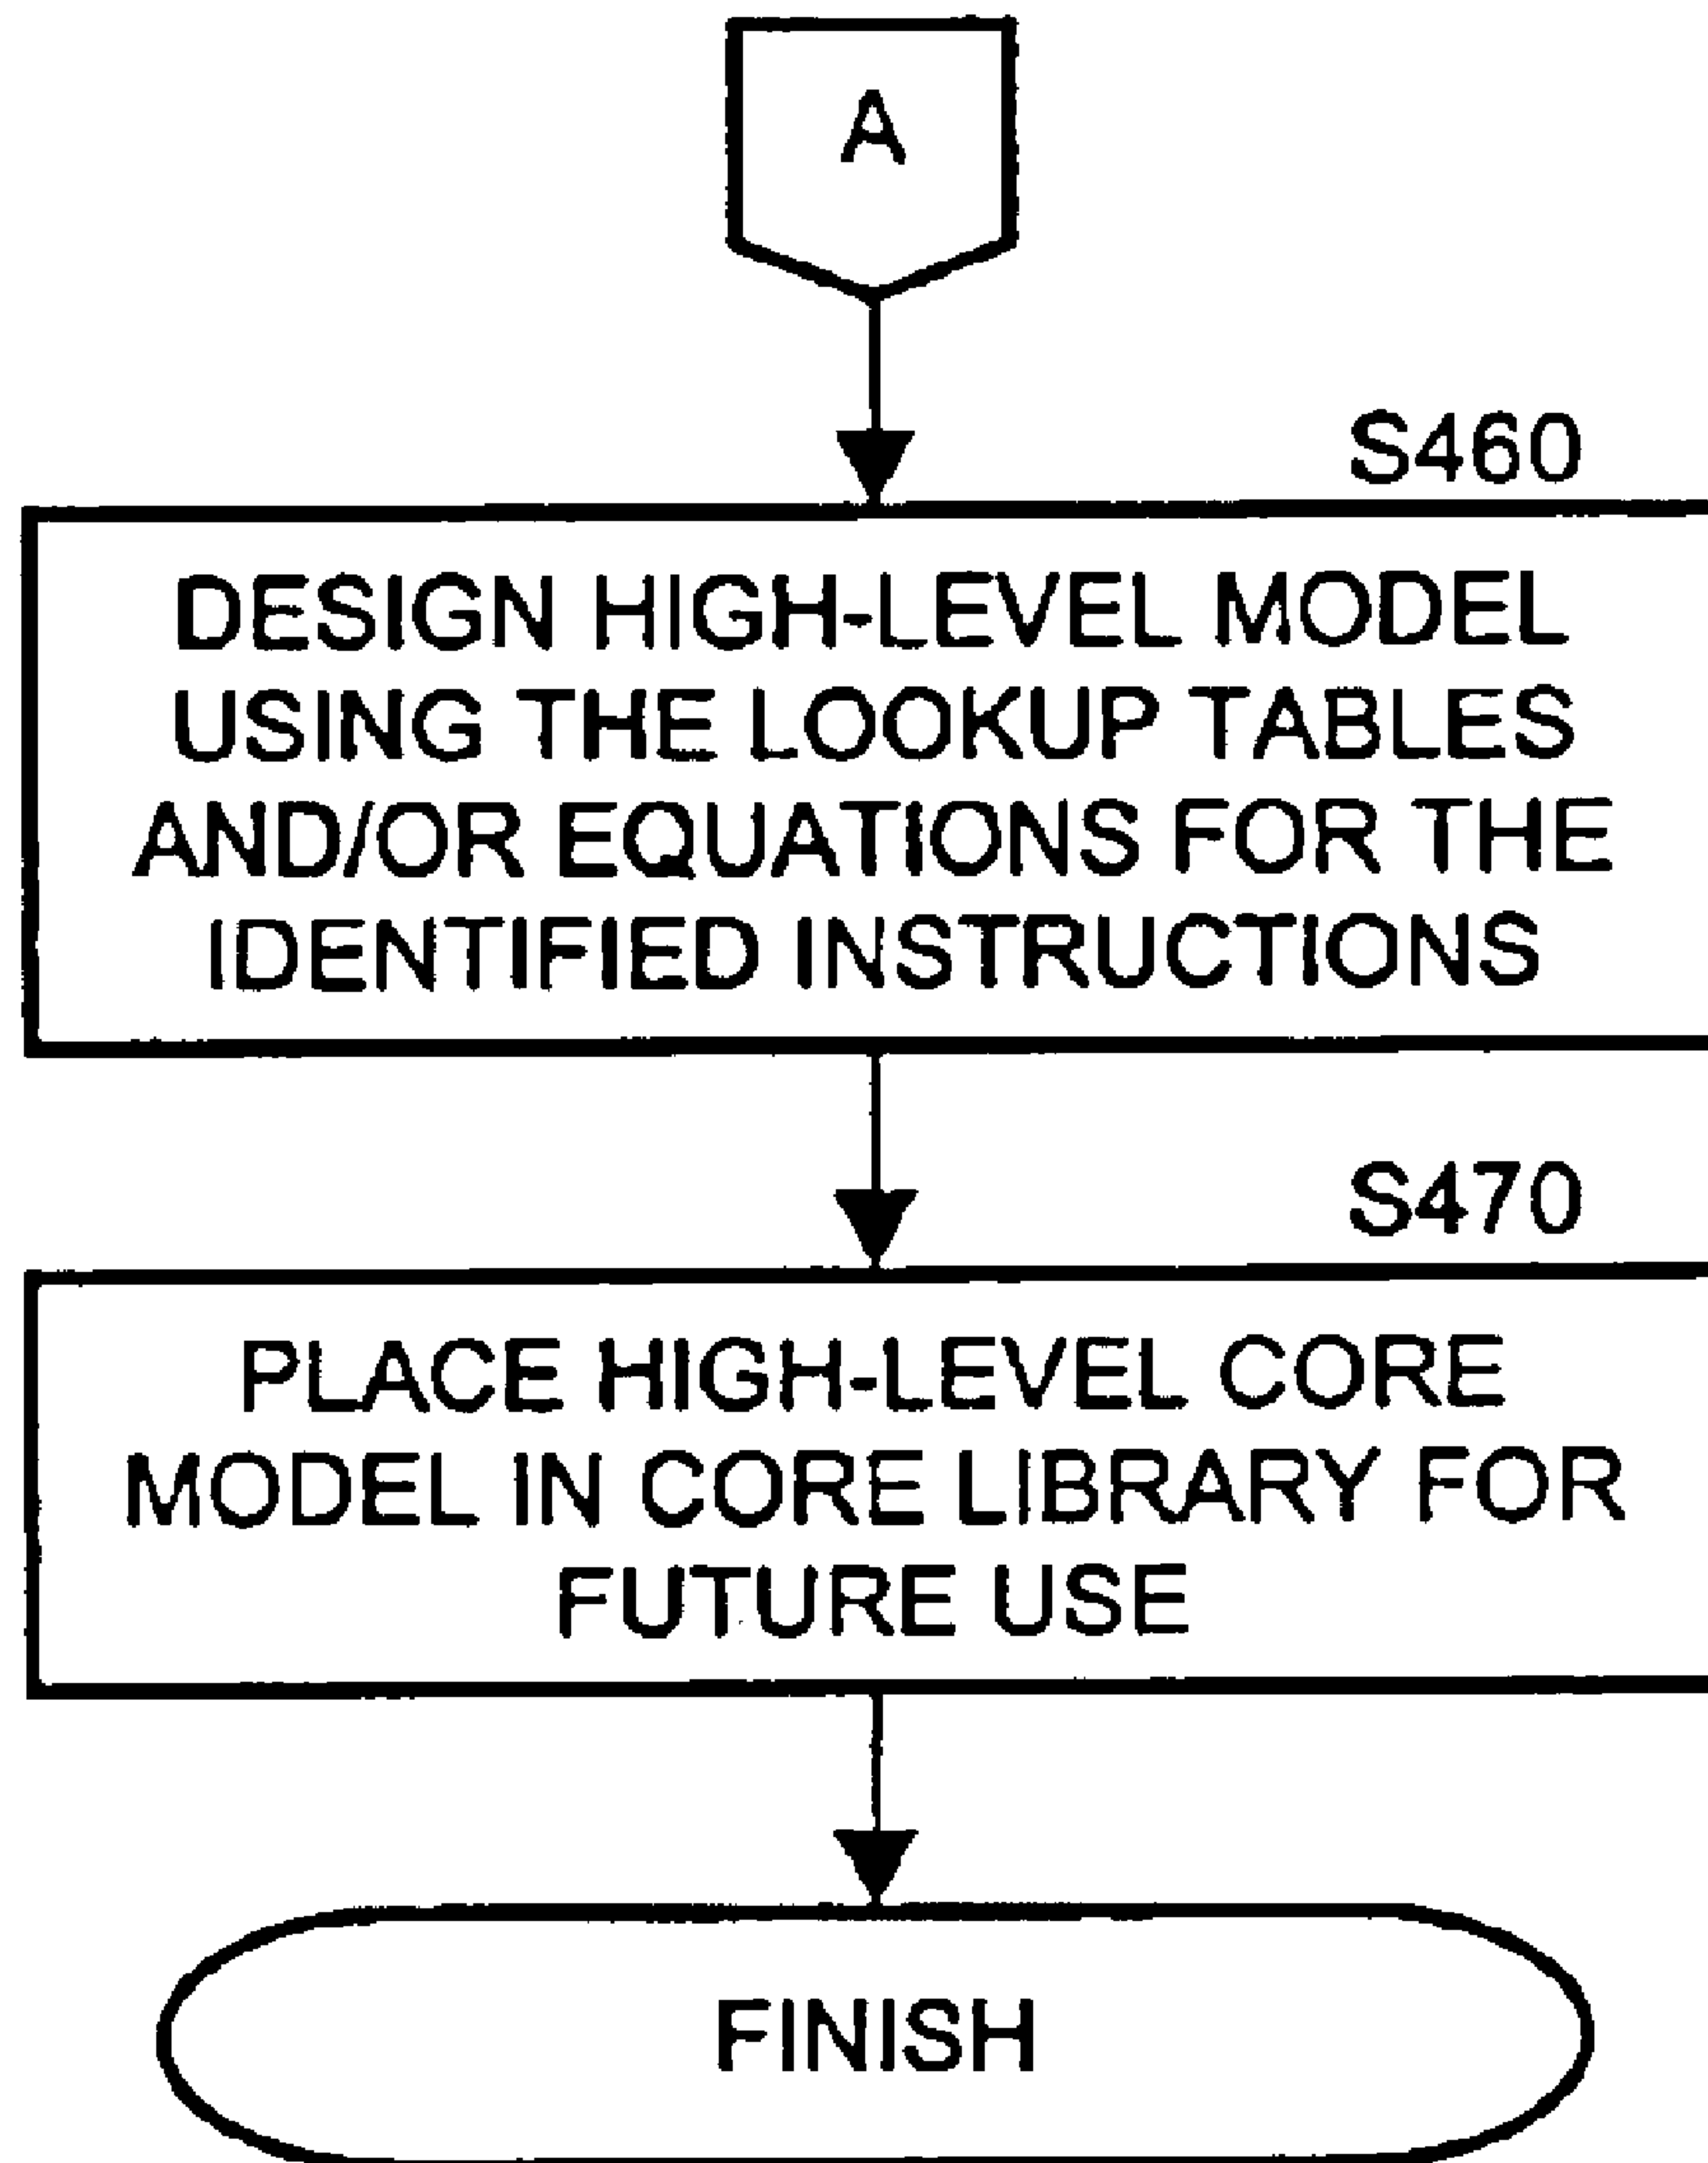 A
S460
DESIGN HIGH-LEVEL MODEL
USING THE LOOKUP TABLES
AND/OR EQUATIONS FOR THE
IDENTIFIED INSTRUCTIONS
S470
PLACE HIGH-LEVEL CORE
MODEL IN CORE LIBRARY FOR
FUTURE USE
FINISH